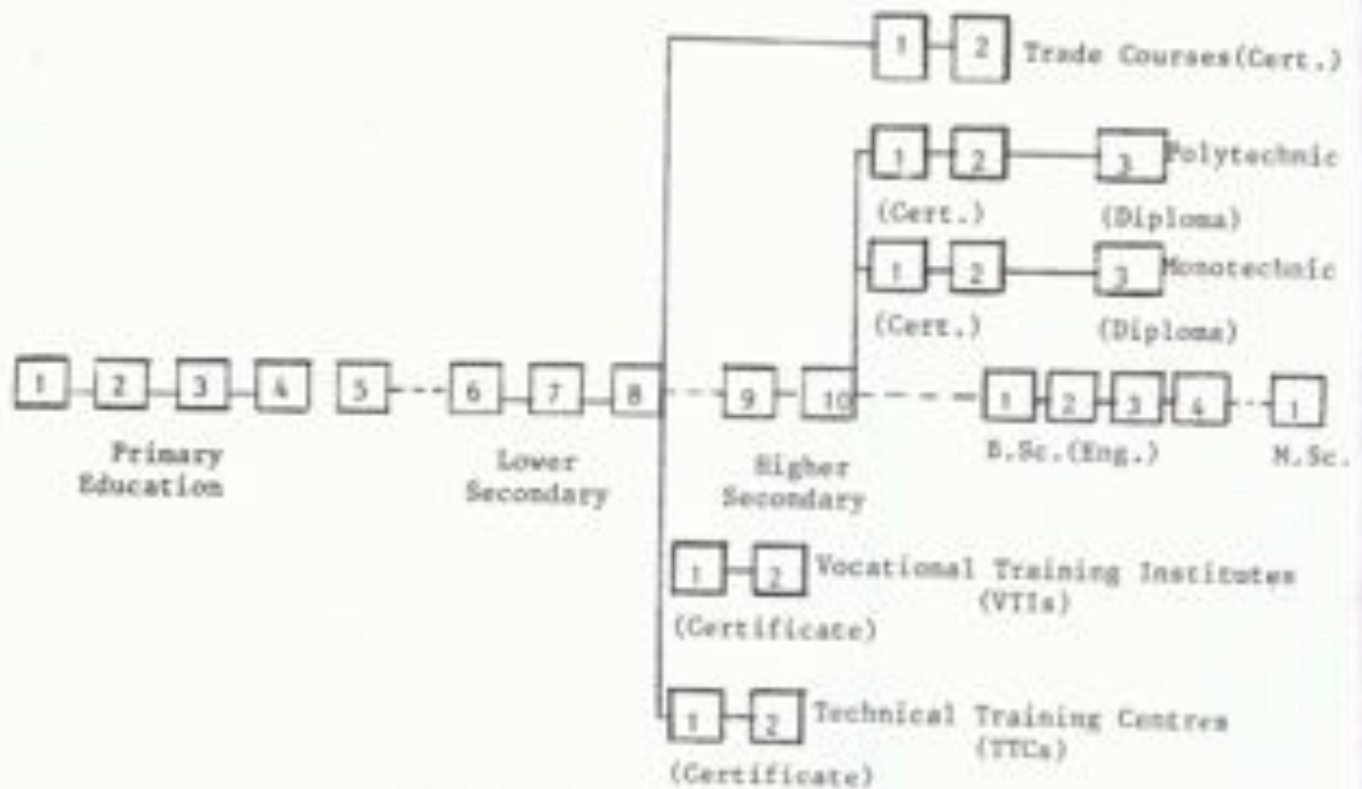 1 2 Trade Courses(Cert.)
1 2 3 Polytechnic
(Cert.) (Diploma)
1 2 3 Monotechnic
(Cert.) (Diploma)
1 2 3 4 5 6 7 8 9 10 1 2 3 4 1
Primary
Education
Lower
Secondary
Higher
Secondary
B.Sc.(Eng.) M.Sc.
1 2 Vocational Training Institutes
(VTIs)
(Certificate)
1 2 Technical Training Centres
(TTCs)
(Certificate)